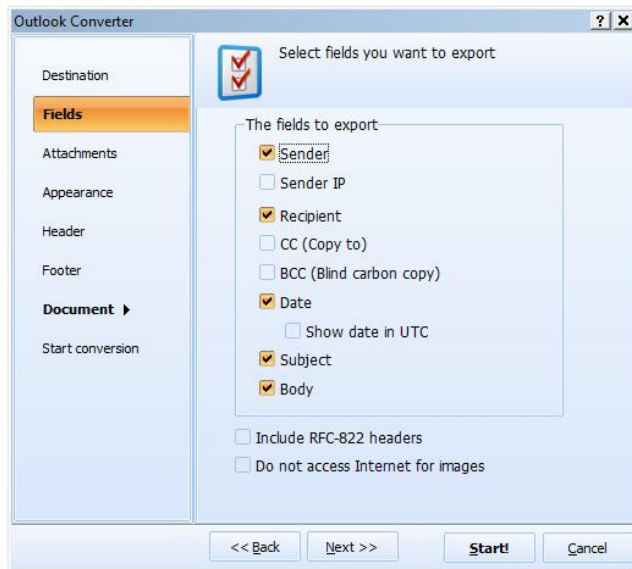 Outlook Converter
? X
Select fields you want to export
Destination
Fields
Attachments
Appearance
Header
Footer
Document
Start conversion
The fields to export
Sender
Sender IP
Recipient
CC (Copy to)
BCC (Blind carbon copy)
Date
Show date in UTC
Subject
Body
Include RFC-822 headers
Do not access Internet for images
<< Back
Next >>
Start!
Cancel